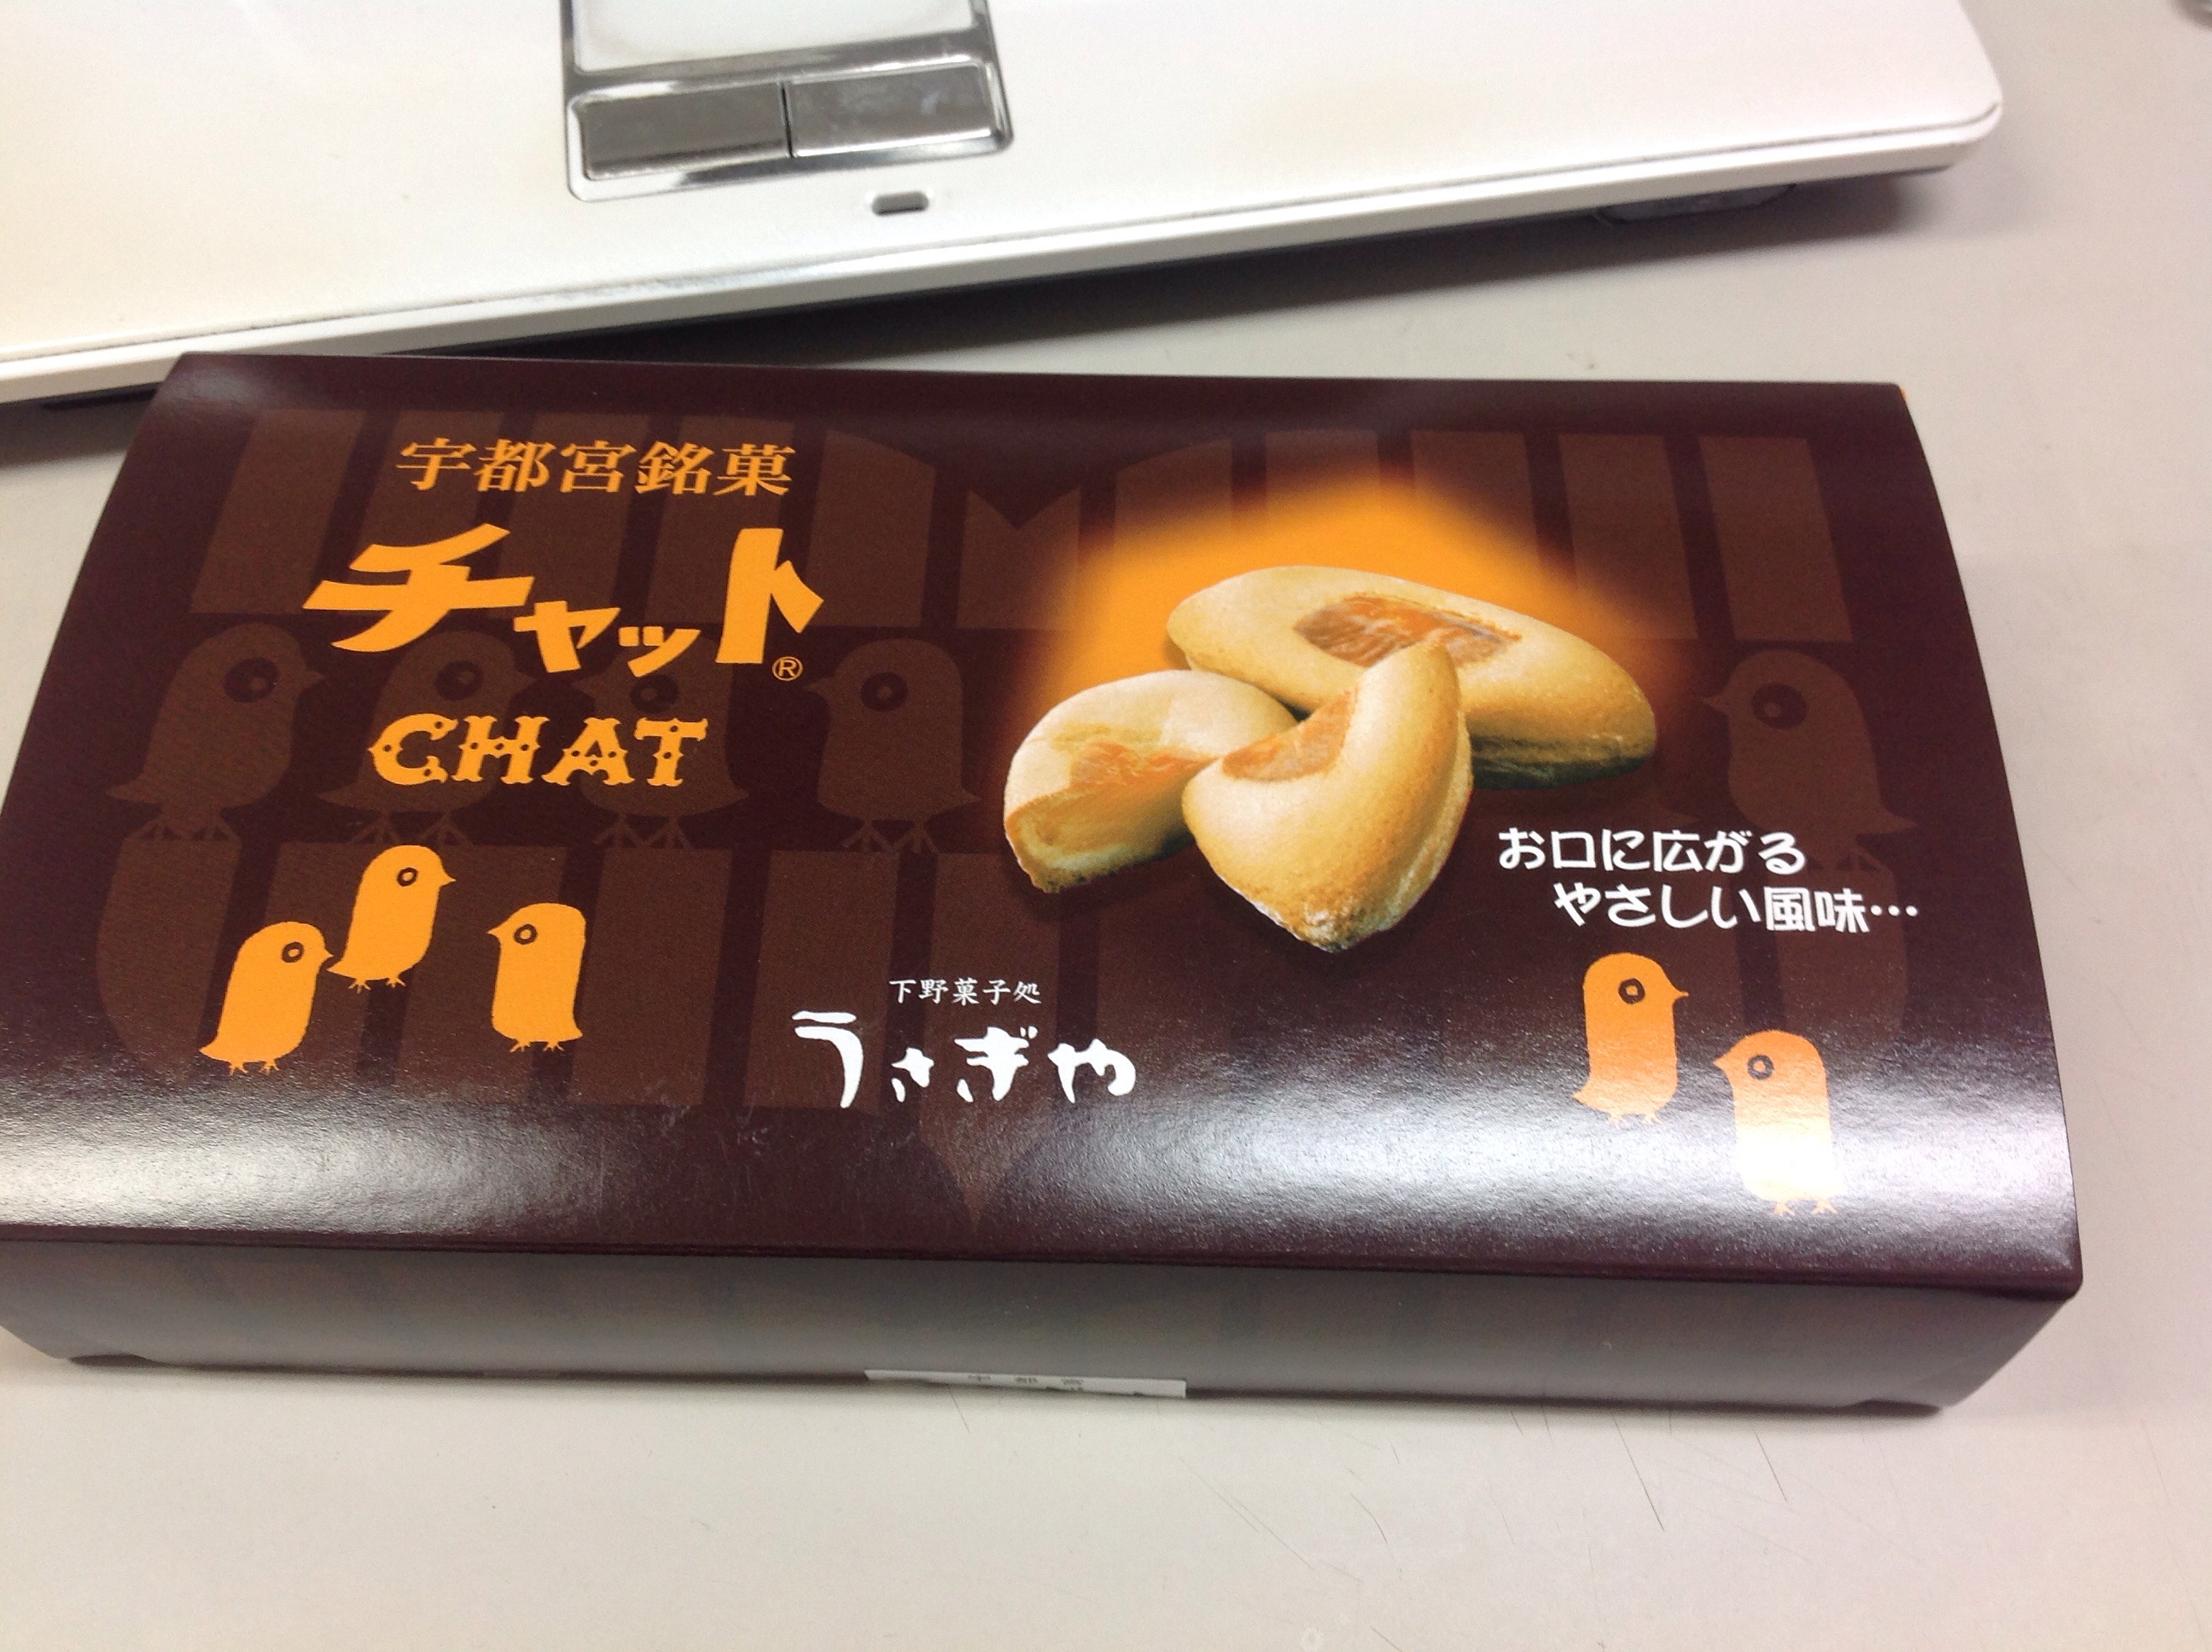 宇都宮銘菓
チャット®
CHAT
お口に広がる
やさしい風味…
下野菓子処
うさぎや